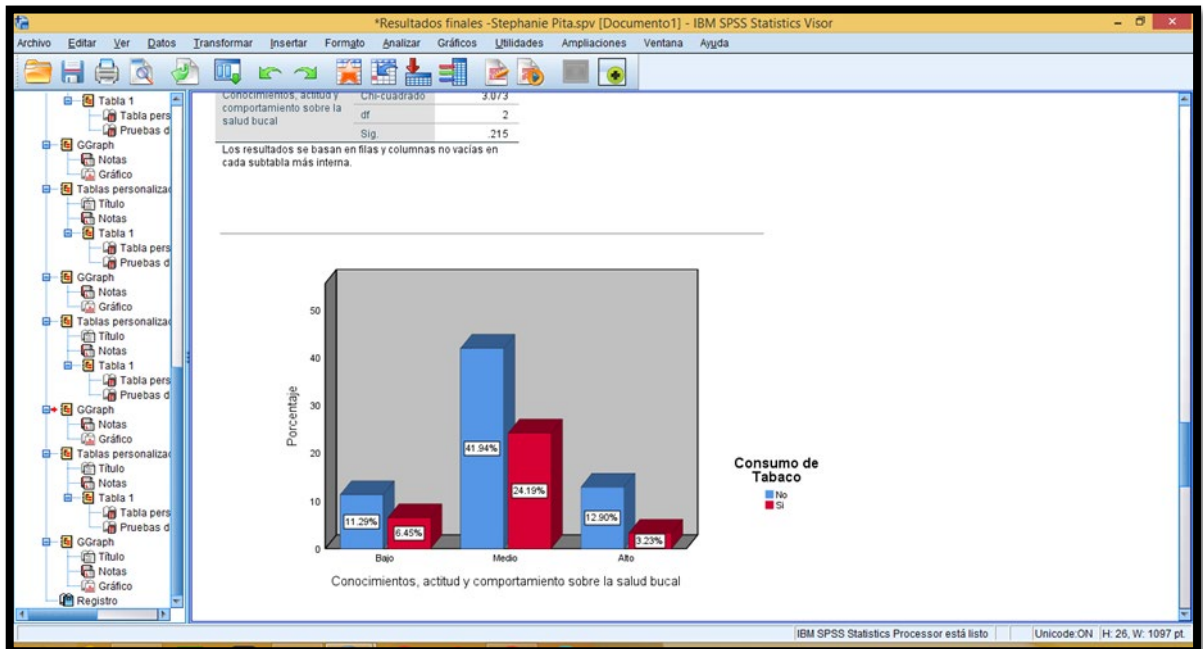 *Resultados finales -Stephanie Pita.spv [Documento1] - IBM SPSS Statistics Visor
Archivo Editar Ver Datos Transformar Insertar Formato Analizar Gráficos Utilidades Ampliaciones Ventana Ayuda
Tabla 1
Tabla pers
Pruebas d
GGraph
Notas
Gráfico
Tablas personalizad
Título
Notas
Tabla 1
Tabla pers
Pruebas d
GGraph
Notas
Gráfico
Tablas personalizad
Título
Notas
Tabla 1
Tabla pers
Pruebas d
GGraph
Notas
Gráfico
Tablas personalizad
Título
Notas
Tabla 1
Tabla pers
Pruebas d
GGraph
Título
Notas
Gráfico
Registro
Conocimientos, actitud y comportamiento sobre la salud bucal
Chi-cuadrado 3.073
df 2
Sig. .215
Los resultados se basan en filas y columnas no vacías en
cada subtabla más interna.
Porcentaje
50
40
30
20
10
0
11.29%
6.45%
41.94%
24.19%
12.90%
3.23%
Bajo Medio Alto
Conocimientos, actitud y comportamiento sobre la salud bucal
Consumo de
Tabaco
No
Si
IBM SPSS Statistics Processor está listo Unicode:ON H: 26, W: 1097 pt.